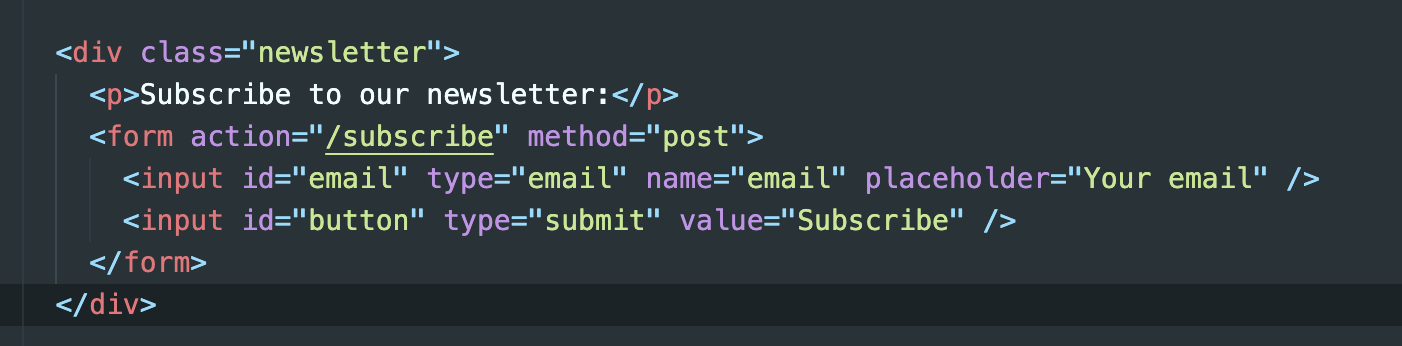 <div class="newsletter">
<p>Subscribe to our newsletter:</p>
<form action="/subscribe" method="post">
<input id="email" type="email" name="email" placeholder="Your email" />
<input id="button" type="submit" value="Subscribe" />
</form>
</div>